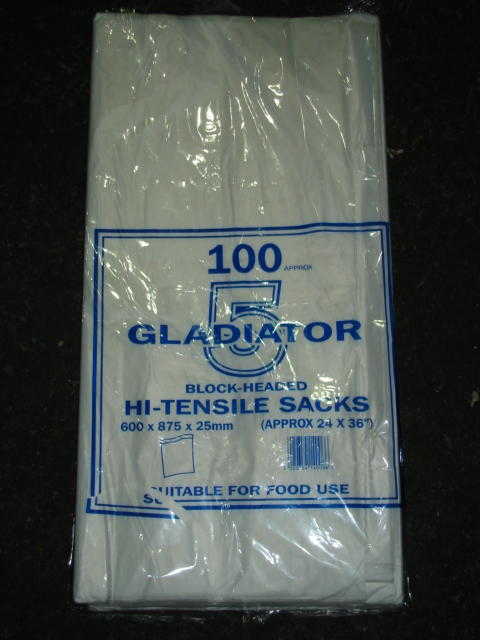 100 APPROX
5
GLADIATOR
BLOCK-HEADED
HI-TENSILE SACKS
600 x 875 x 25mm (APPROX 24 X 36")
SUITABLE FOR FOOD USE